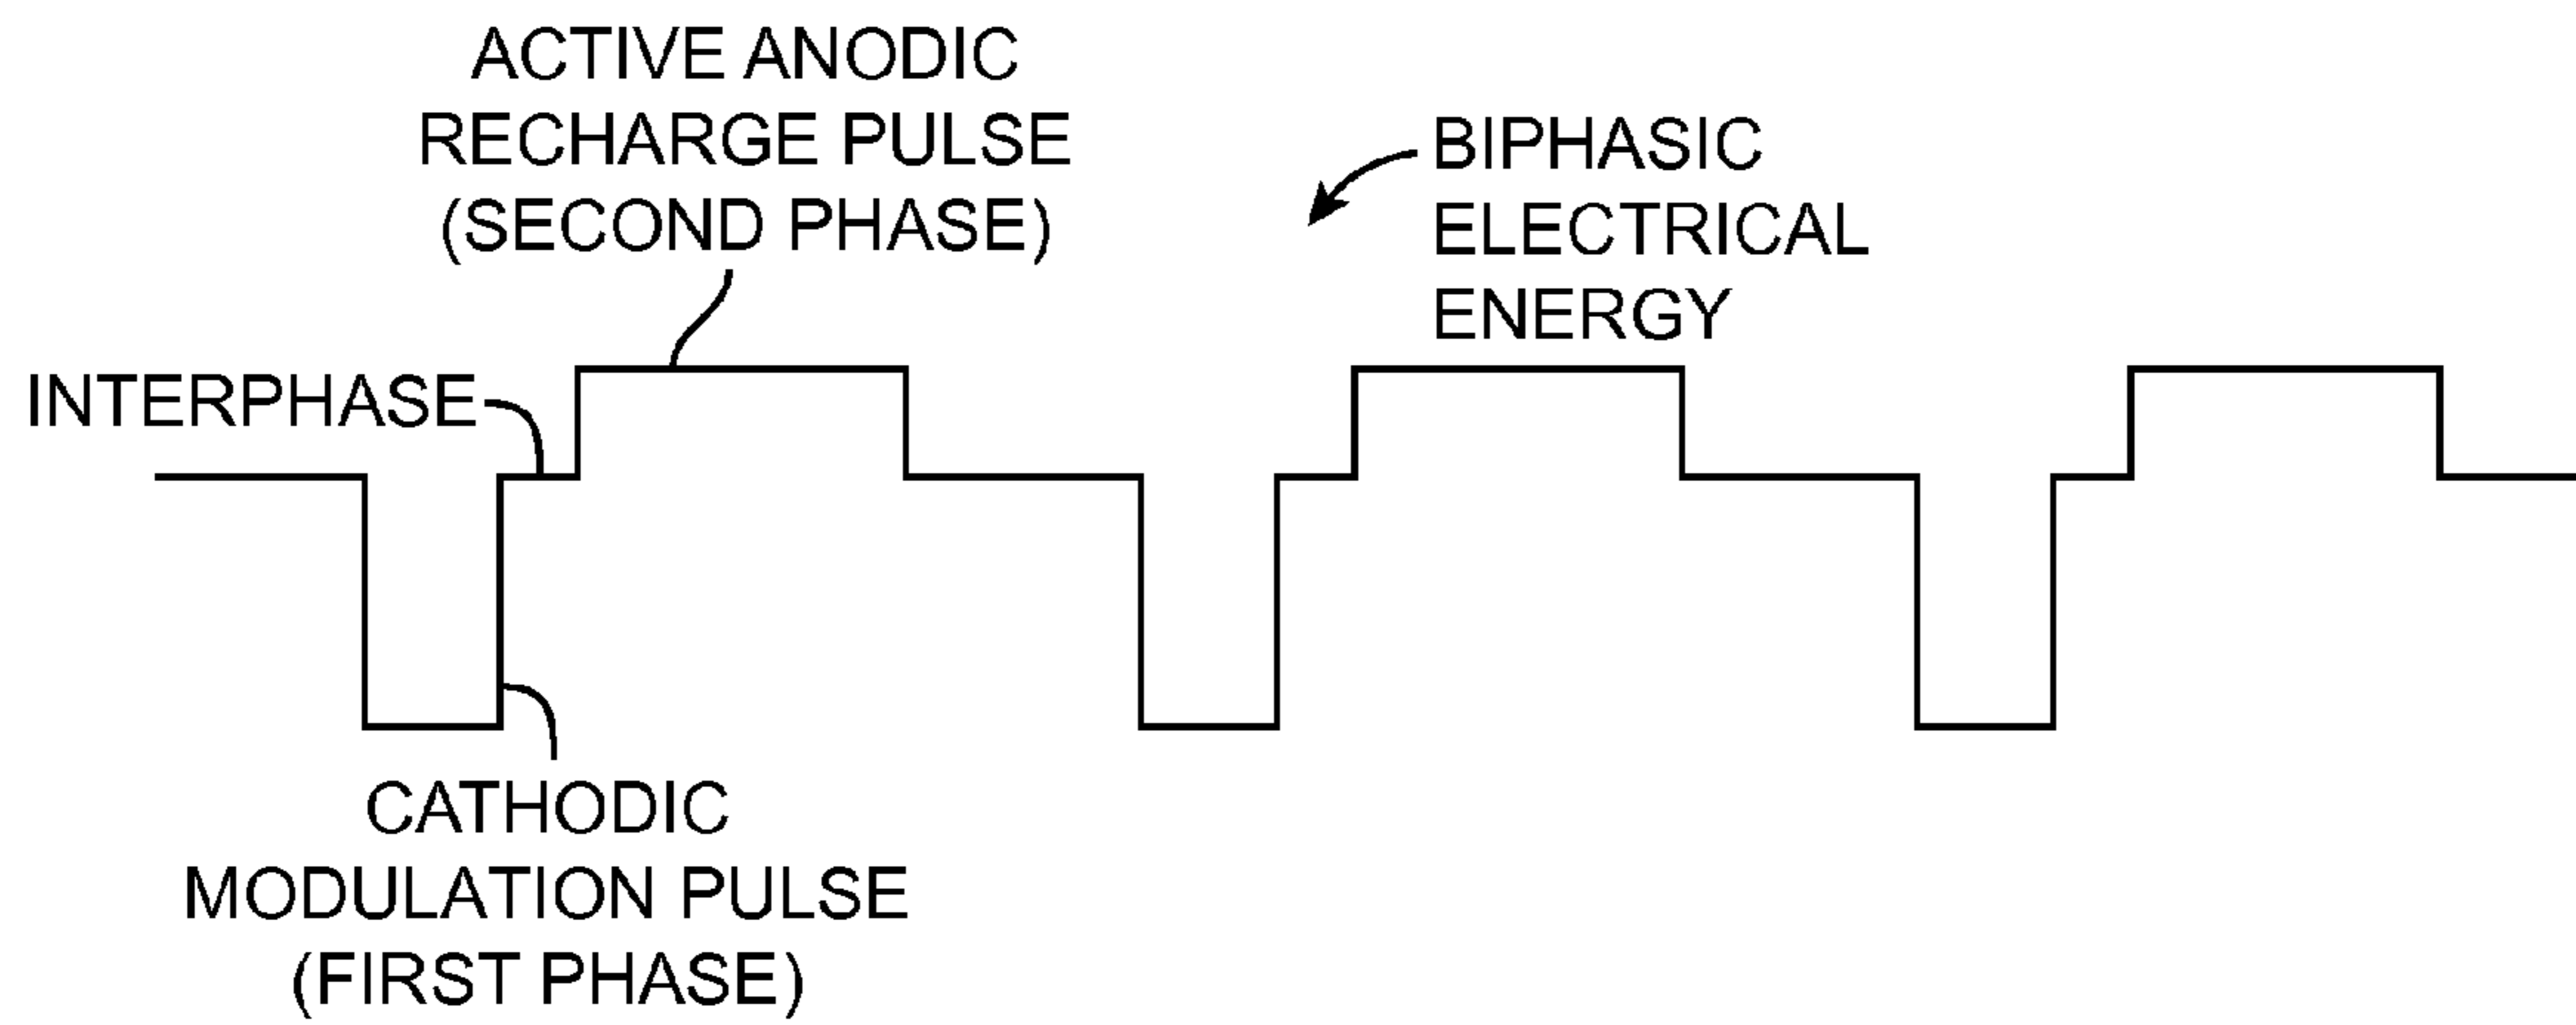 ACTIVE ANODIC
RECHARGE PULSE
(SECOND PHASE)
BIPHASIC
ELECTRICAL
ENERGY
INTERPHASE
CATHODIC
MODULATION PULSE
(FIRST PHASE)